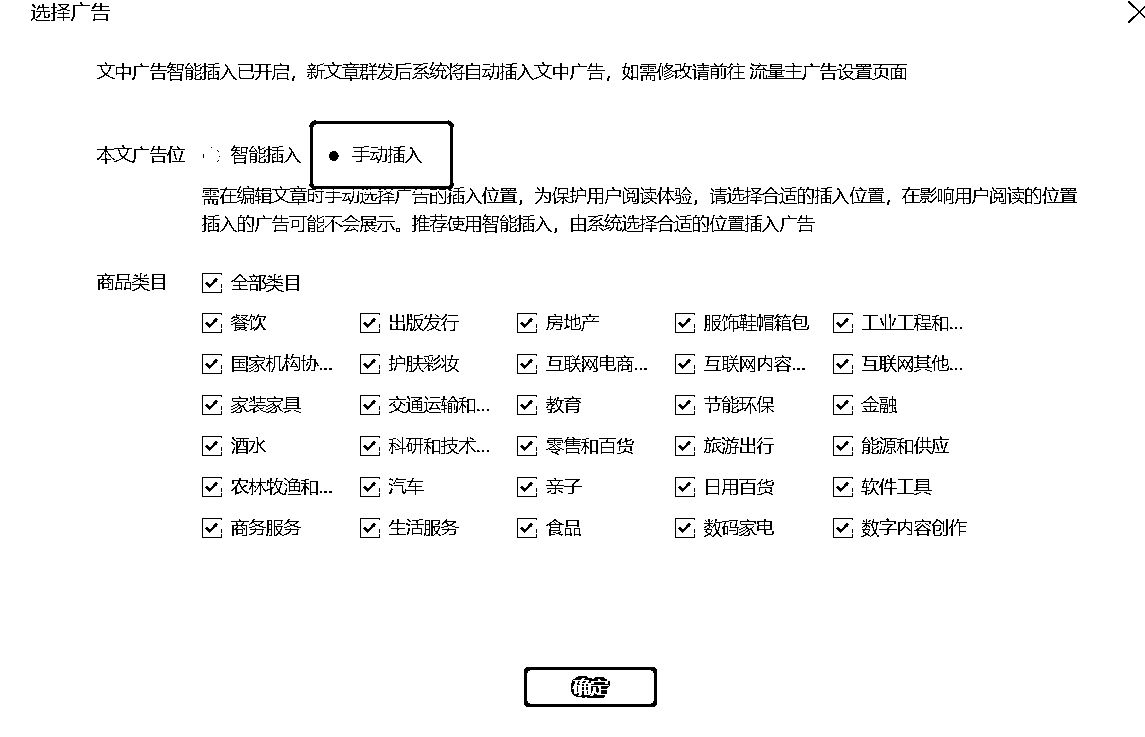 选择广告
文中广告智能插入已开启，新文章群发后系统将自动插入文中广告，如需修改请前往 流量主广告设置页面
本文广告位 智能插入 手动插入
需在编辑文章时手动选择广告的插入位置，为保护用户阅读体验，请选择合适的插入位置，在影响用户阅读的位置
插入的广告可能不会展示。推荐使用智能插入，由系统选择合适的位置插入广告
商品类目 全部类目
餐饮 出版发行 房地产 服饰鞋帽箱包 工业工程和...
国家机构协... 护肤彩妆 互联网电商... 互联网内容... 互联网其他...
家装家具 交通运输和... 教育 节能环保 金融
酒水 科研和技术... 零售和百货 旅游出行 能源和供应
农林牧渔和... 汽车 亲子 日用百货 软件工具
商务服务 生活服务 食品 数码家电 数字内容创作
确定